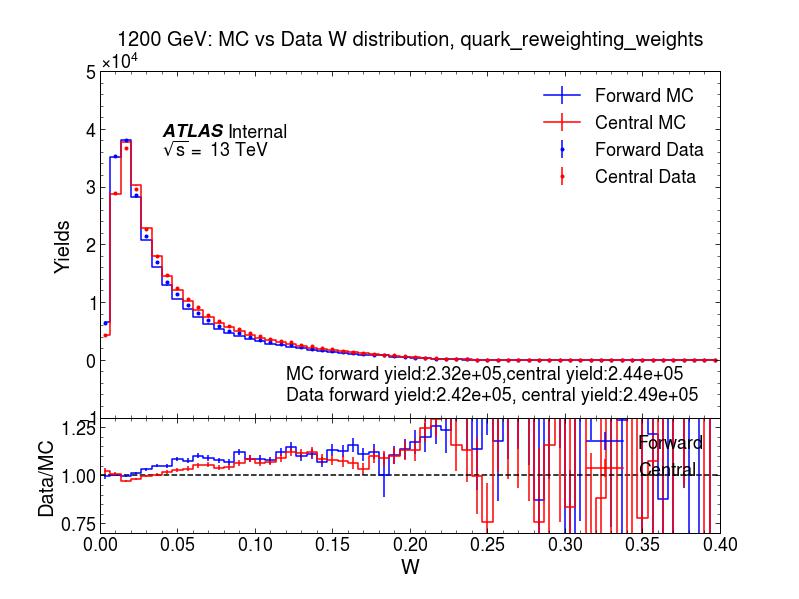 1200 GeV: MC vs Data W distribution, quark_reweighting_weights
×10⁴
5
4
3
2
1
0
1
Yields
ATLAS Internal
√s = 13 TeV
Forward MC
Central MC
Forward Data
Central Data
MC forward yield:2.32e+05,central yield:2.44e+05
Data forward yield:2.42e+05, central yield:2.49e+05
1.25
1.00
0.75
Data/MC
Forward
Central
0.00 0.05 0.10 0.15 0.20 0.25 0.30 0.35 0.40
W